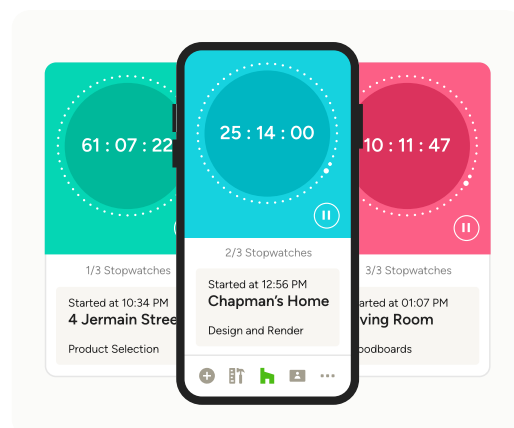 61 : 07 : 22
1/3 Stopwatches
Started at 10:34 PM
4 Jermain Stree
Product Selection
25 : 14 : 00
2/3 Stopwatches
Started at 12:56 PM
Chapman's Home
Design and Render
10 : 11 : 47
3/3 Stopwatches
arted at 01:07 PM
ving Room
oodboards